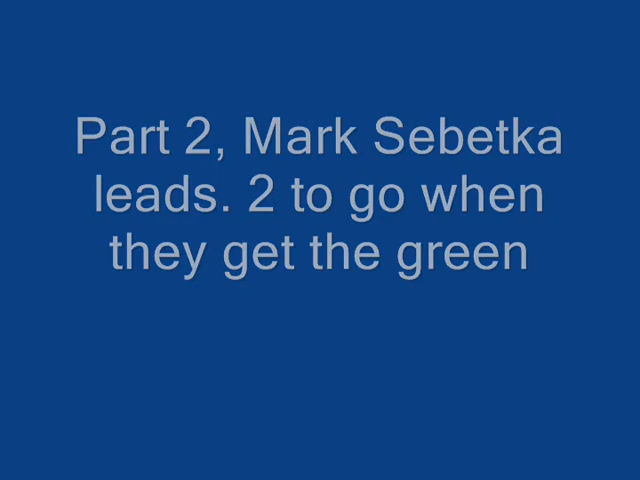 Part 2, Mark Sebetka
leads. 2 to go when
they get the green